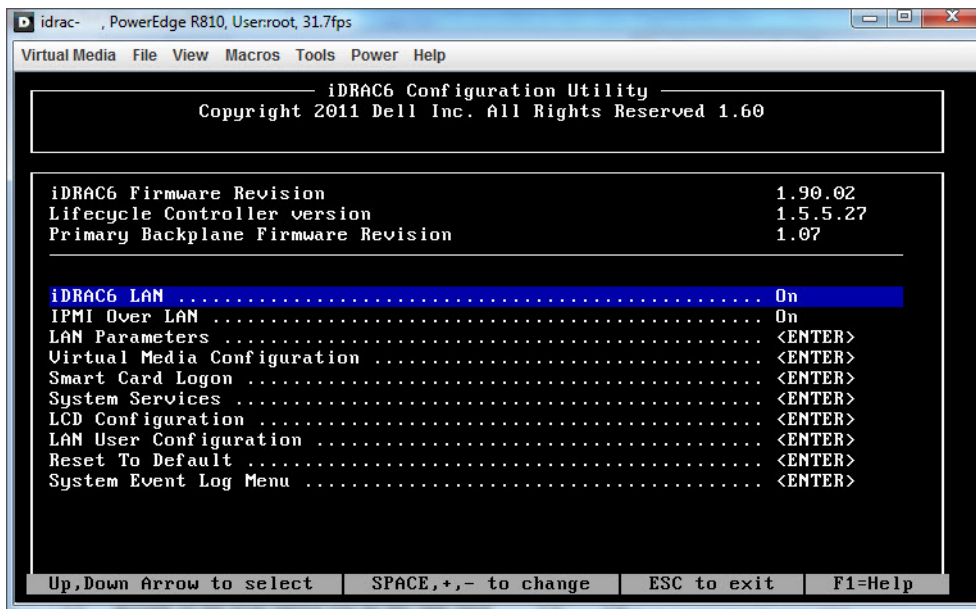 idrac- , PowerEdge R810, User:root, 31.7fps
Virtual Media File View Macros Tools Power Help
iDRAC6 Configuration Utility
Copyright 2011 Dell Inc. All Rights Reserved 1.60
iDRAC6 Firmware Revision 1.90.02
Lifecycle Controller version 1.5.5.27
Primary Backplane Firmware Revision 1.07
iDRAC6 LAN ................................................... On
IPMI Over LAN ................................................ On
LAN Parameters ............................................... <ENTER>
Virtual Media Configuration .................................. <ENTER>
Smart Card Logon ............................................. <ENTER>
System Services .............................................. <ENTER>
LCD Configuration ............................................ <ENTER>
LAN User Configuration ....................................... <ENTER>
Reset To Default ............................................. <ENTER>
System Event Log Menu ........................................ <ENTER>
Up,Down Arrow to select SPACE,+,- to change ESC to exit F1=Help